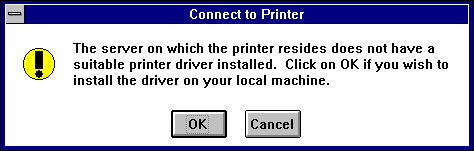 Connect to Printer
The server on which the printer resides does not have a
suitable printer driver installed.  Click on OK if you wish to
install the driver on your local machine.
OK Cancel